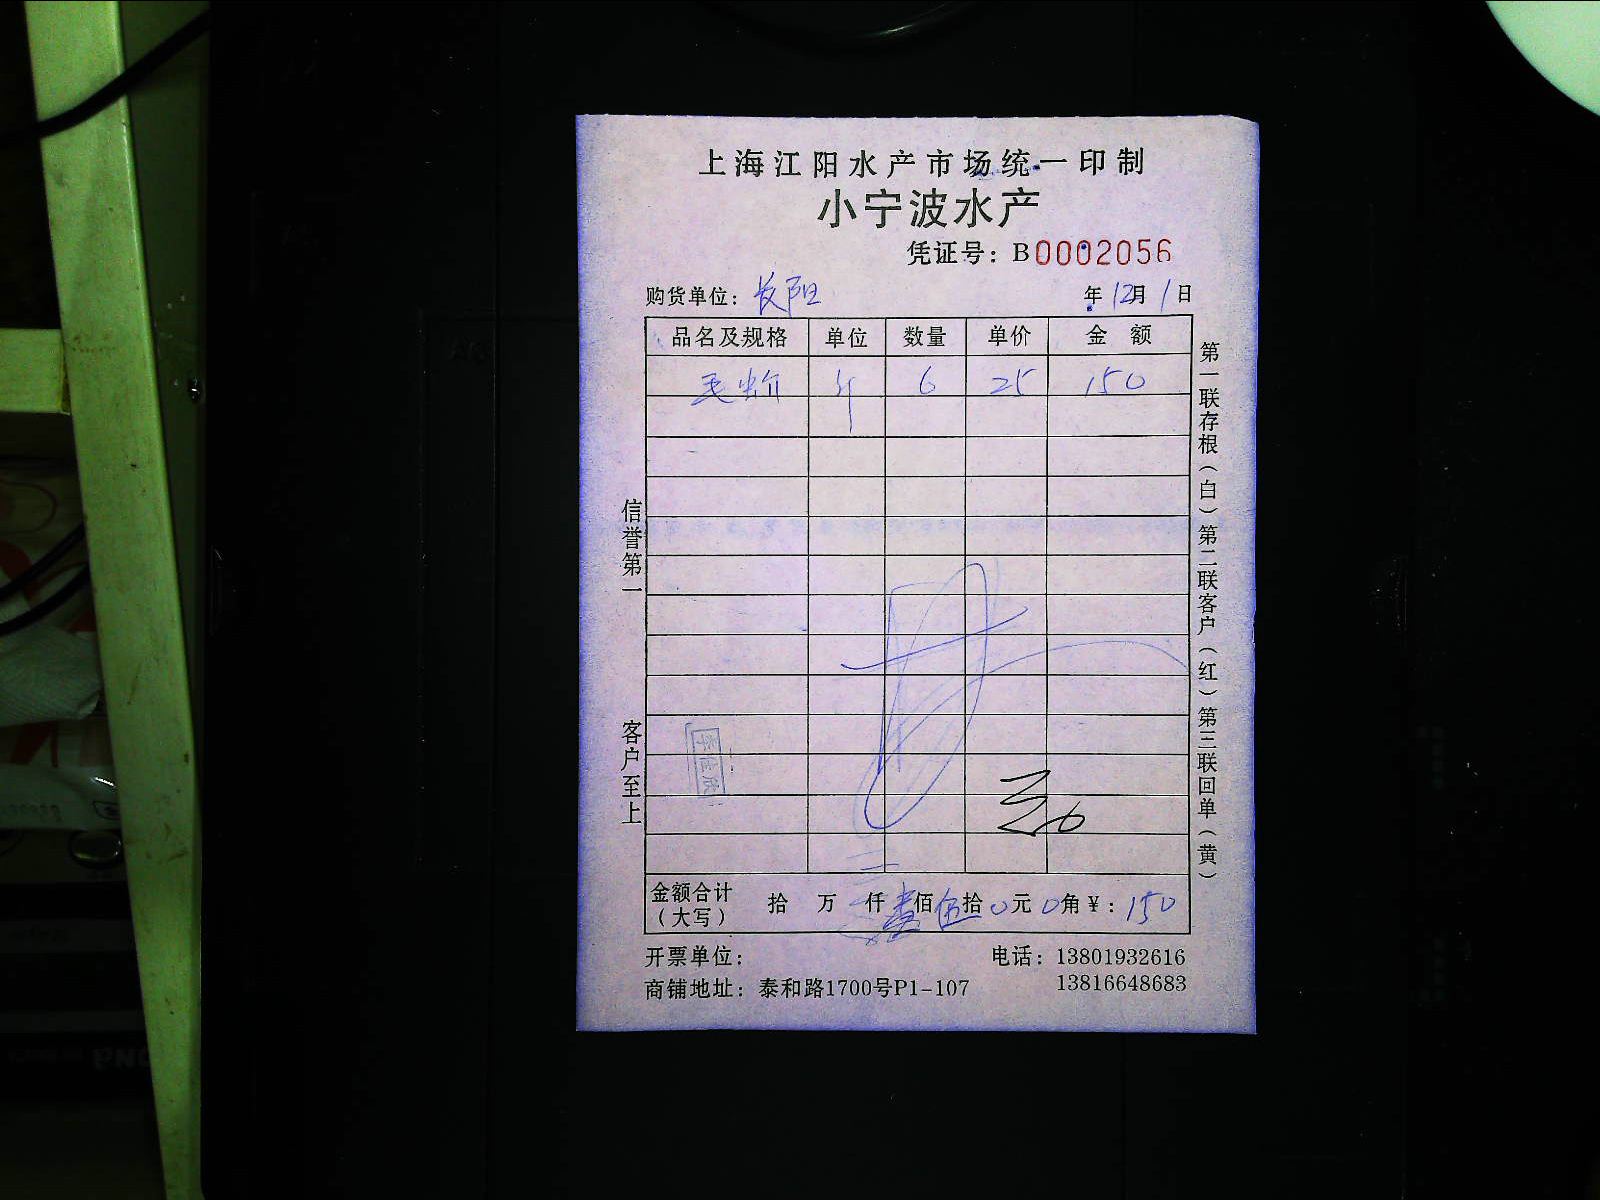 上海江阳水产市场统一印制
小宁波水产
凭证号：B0002056
购货单位：长阳 年12月1日
品名及规格 单位 数量 单价 金额
毛蚧 斤 6 25 150
信誉第一
客户至上
第一联存根（白）第二联客户（红）第三联回单（黄）
金额合计（大写） 拾 万 仟壹佰伍拾0元0角¥：150
开票单位： 电话：13801932616
商铺地址：泰和路1700号P1-107 13816648683